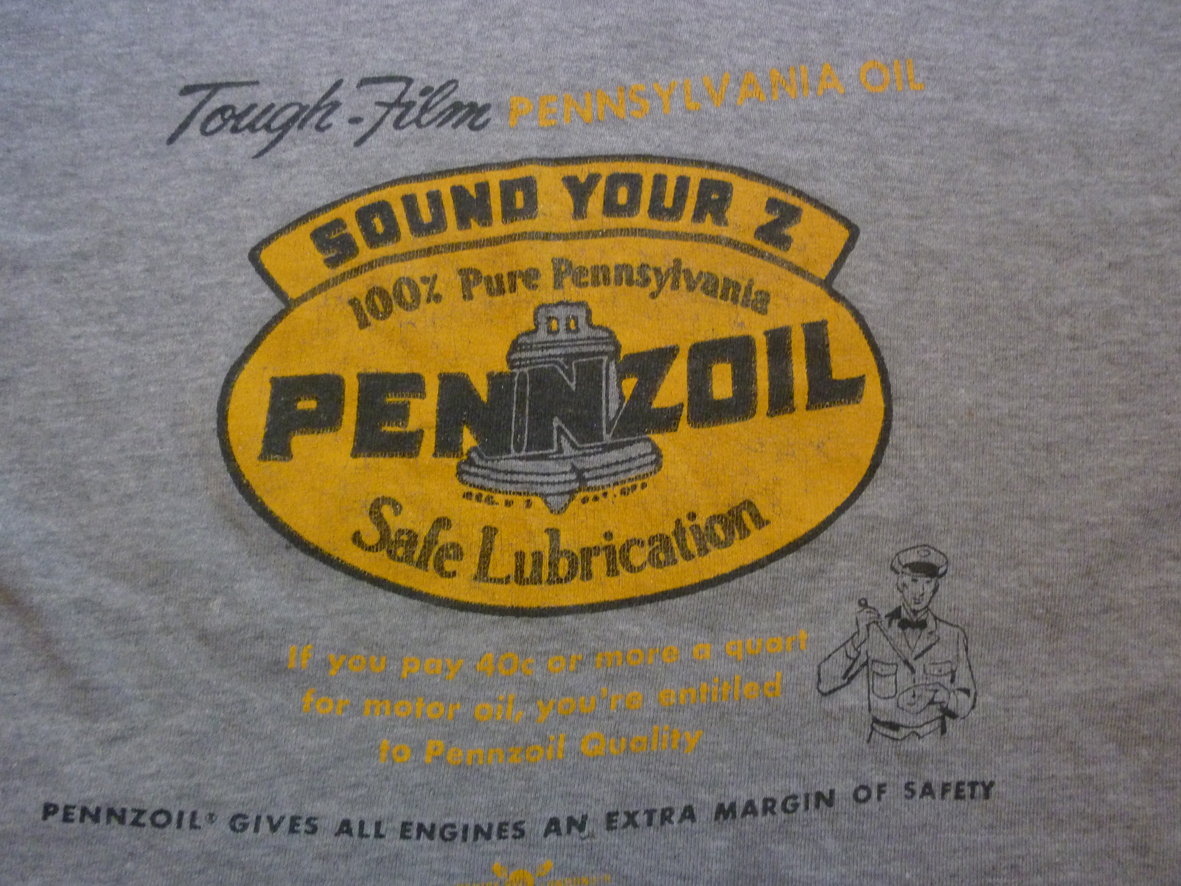 Tough-Film PENNSYLVANIA OIL
SOUND YOUR Z
100% Pure Pennsylvania
PENNZOIL
Safe Lubrication
If you pay 40c or more a quart
for motor oil, you're entitled
to Pennzoil Quality
PENNZOIL® GIVES ALL ENGINES AN EXTRA MARGIN OF SAFETY